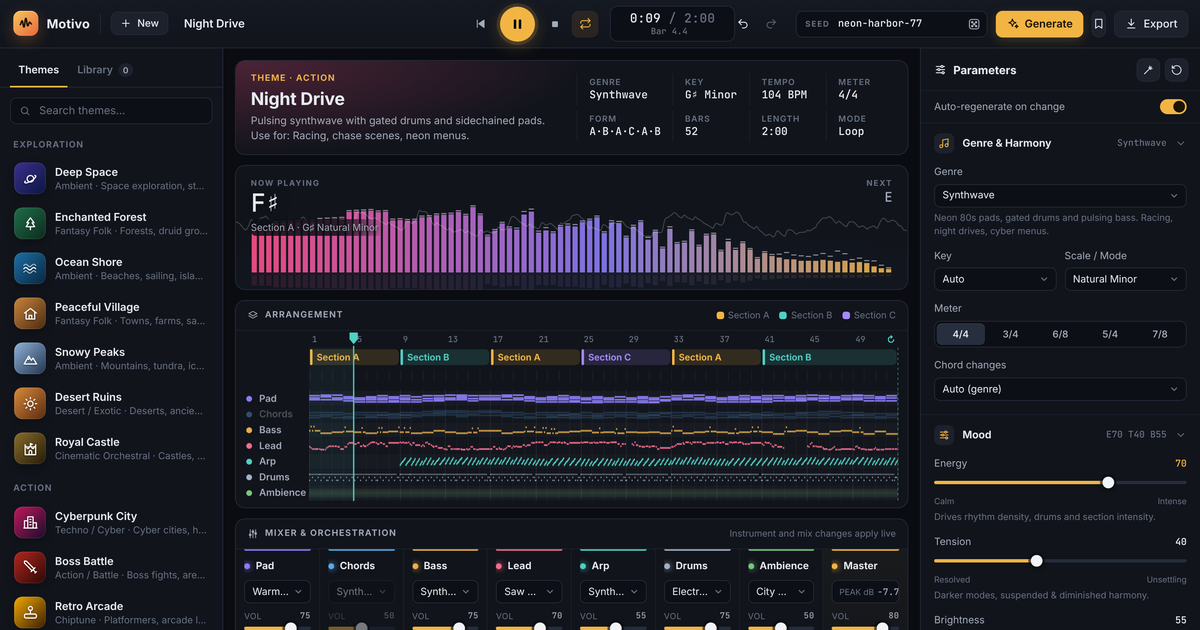 Motivo
New
Night Drive
0:09 / 2:00
Bar 4.4
SEED neon-harbor-77
Generate
Export
Themes
Library 0
Search themes...
EXPLORATION
Deep Space
Ambient · Space exploration, st...
Enchanted Forest
Fantasy Folk · Forests, druid gro...
Ocean Shore
Ambient · Beaches, sailing, isla...
Peaceful Village
Fantasy Folk · Towns, farms, sa...
Snowy Peaks
Ambient · Mountains, tundra, ic...
Desert Ruins
Desert / Exotic · Deserts, ancie...
Royal Castle
Cinematic Orchestral · Castles, ...
ACTION
Cyberpunk City
Techno / Cyber · Cyber cities, h...
Boss Battle
Action / Battle · Boss fights, are...
Retro Arcade
Chiptune · Platformers, arcade l...
THEME · ACTION
Night Drive
Pulsing synthwave with gated drums and sidechained pads.
Use for: Racing, chase scenes, neon menus.
GENRE
Synthwave
KEY
G♯ Minor
TEMPO
104 BPM
METER
4/4
FORM
A·B·A·C·A·B
BARS
52
LENGTH
2:00
MODE
Loop
NOW PLAYING
F♯
Section A · G♯ Natural Minor
NEXT
E
ARRANGEMENT
Section A
Section B
Section C
1 5 9 13 17 21 25 29 33 37 41 45 49
Section A
Section B
Section A
Section C
Section A
Section B
Pad
Chords
Bass
Lead
Arp
Drums
Ambience
MIXER & ORCHESTRATION
Instrument and mix changes apply live
Pad
Warm...
VOL 75
Chords
Synth...
VOL 50
Bass
Synth...
VOL 75
Lead
Saw ...
VOL 70
Arp
Synth...
VOL 55
Drums
Electr...
VOL 75
Ambience
City ...
VOL 50
Master
PEAK dB -7.7
VOL 80
Parameters
Auto-regenerate on change
Genre & Harmony
Synthwave
Genre
Synthwave
Neon 80s pads, gated drums and pulsing bass. Racing,
night drives, cyber menus.
Key
Auto
Scale / Mode
Natural Minor
Meter
4/4 3/4 6/8 5/4 7/8
Chord changes
Auto (genre)
Mood
E70 T40 B55
Energy 70
Calm Intense
Drives rhythm density, drums and section intensity.
Tension 40
Resolved Unsettling
Darker modes, suspended & diminished harmony.
Brightness 55